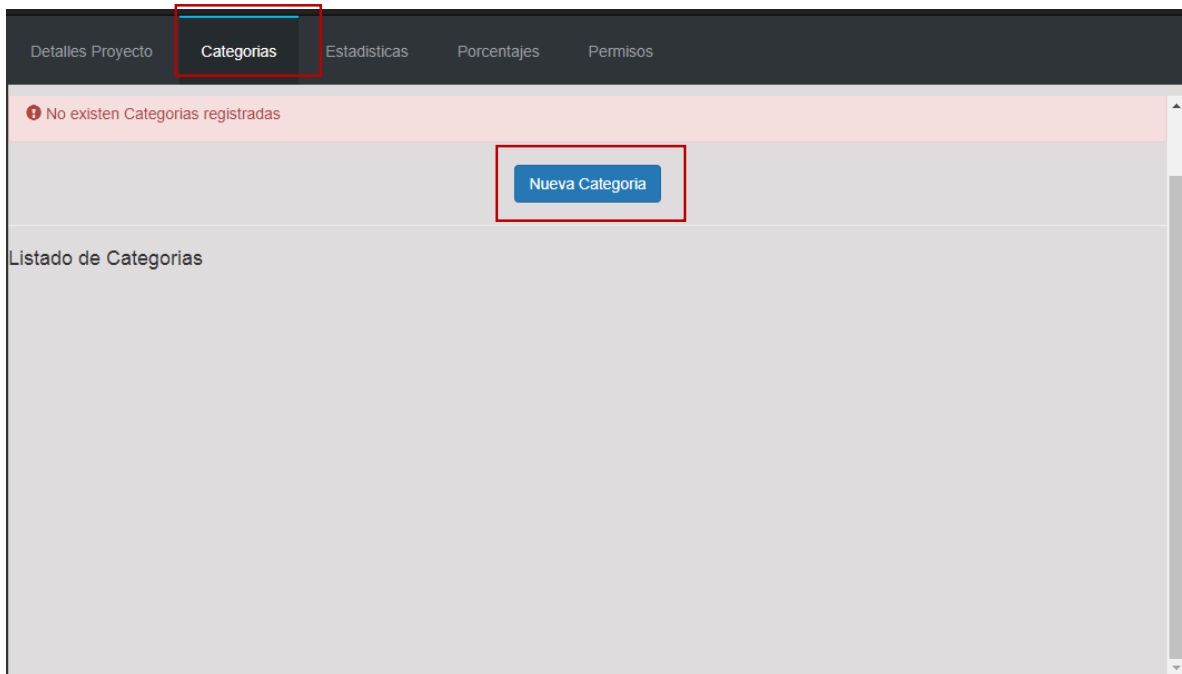 Detalles Proyecto Categorias Estadisticas Porcentajes Permisos
No existen Categorias registradas
Nueva Categoria
Listado de Categorias